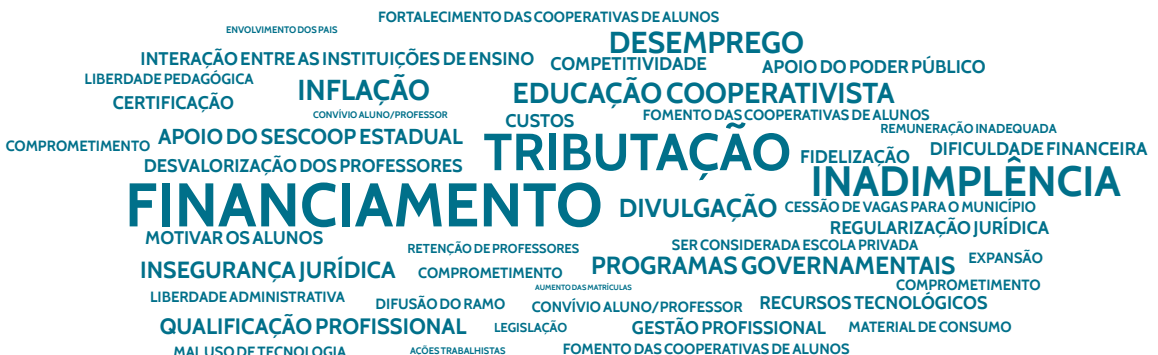 FORTALECIMENTO DAS COOPERATIVAS DE ALUNOS
ENVOLVIMENTO DOS PAIS
DESEMPREGO
INTERAÇÃO ENTRE AS INSTITUIÇÕES DE ENSINO
COMPETITIVIDADE
APOIO DO PODER PÚBLICO
LIBERDADE PEDAGÓGICA
INFLAÇÃO
EDUCAÇÃO COOPERATIVISTA
CERTIFICAÇÃO
CONVÍVIO ALUNO/PROFESSOR
CUSTOS
FOMENTO DAS COOPERATIVAS DE ALUNOS
REMUNERAÇÃO INADEQUADA
COMPROMETIMENTO
APOIO DO SESCOOP ESTADUAL
TRIBUTAÇÃO
FIDELIZAÇÃO
DIFICULDADE FINANCEIRA
DESVALORIZAÇÃO DOS PROFESSORES
INADIMPLÊNCIA
FINANCIAMENTO
DIVULGAÇÃO
CESSÃO DE VAGAS PARA O MUNICÍPIO
REGULARIZAÇÃO JURÍDICA
MOTIVAR OS ALUNOS
RETENÇÃO DE PROFESSORES
SER CONSIDERADA ESCOLA PRIVADA
EXPANSÃO
INSEGURANÇA JURÍDICA
COMPROMETIMENTO
PROGRAMAS GOVERNAMENTAIS
COMPROMETIMENTO
AUMENTO DAS MATRÍCULAS
LIBERDADE ADMINISTRATIVA
DIFUSÃO DO RAMO
CONVÍVIO ALUNO/PROFESSOR
RECURSOS TECNOLÓGICOS
QUALIFICAÇÃO PROFISSIONAL
LEGISLAÇÃO
GESTÃO PROFISSIONAL
MATERIAL DE CONSUMO
MAL USO DE TECNOLOGIA
AÇÕES TRABALHISTAS
FOMENTO DAS COOPERATIVAS DE ALUNOS